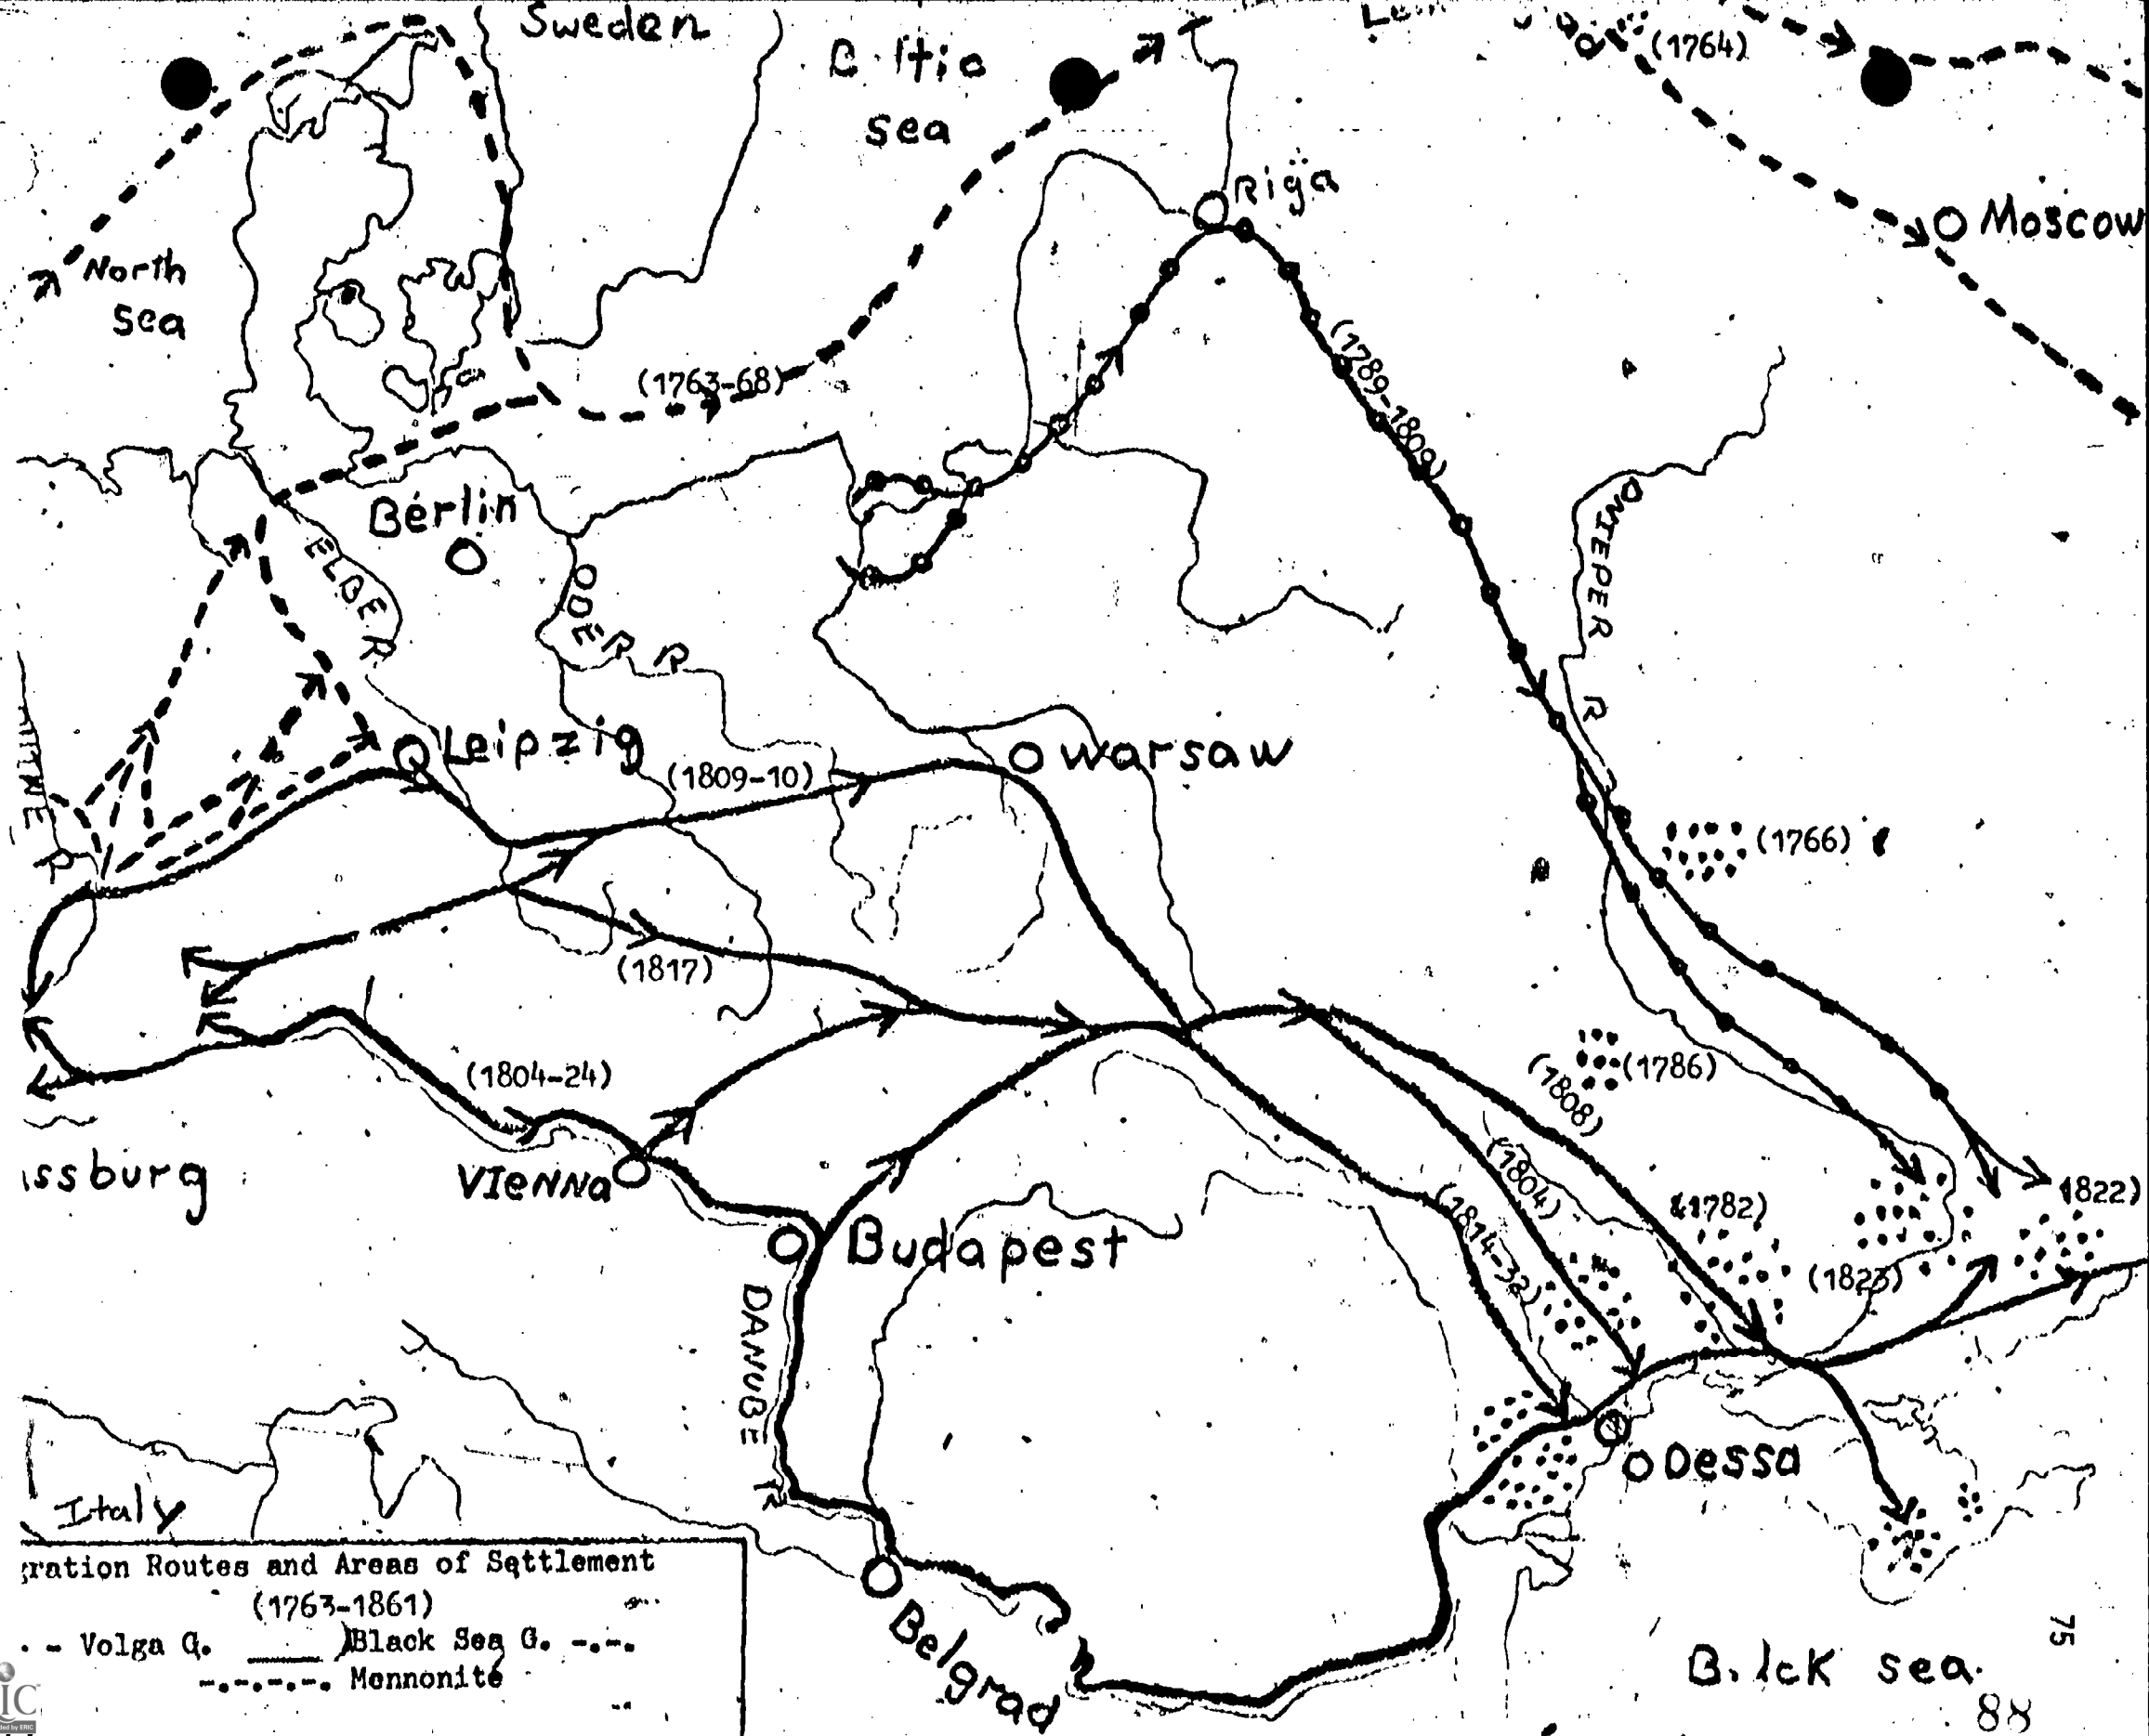 Sweden
B ltic
Sea
(1764)
Riga
Moscow
North
Sea
(1763-68)
(1789-1809)
Berlin
ELBE R
ODER R
DNIEPER R
Leipzig
(1809-10)
Warsaw
(1766)
(1817)
(1786)
(1808)
(1804-24)
(1804)
ssburg
Vienna
(1782)
1822)
(1814-32)
Budapest
(1823)
DANUBE
Odessa
Italy
gration Routes and Areas of Settlement
(1763-1861)
- Volga G. Black Sea G. -.-.
-.-.-.-. Mennonite
Belgrad
B.lck sea.
75
88